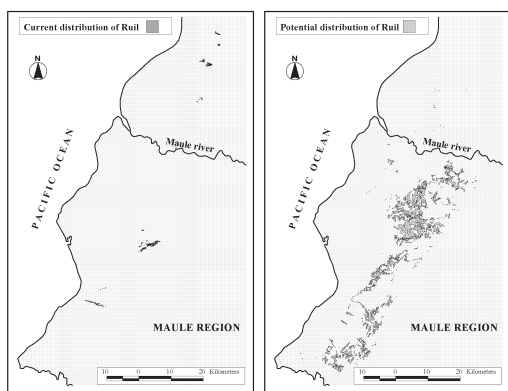 Current distribution of Ruil
N
PACIFIC OCEAN
Maule river
MAULE REGION
10 0 10 20 Kilometers
Potential distribution of Ruil
N
PACIFIC OCEAN
Maule river
MAULE REGION
10 0 10 20 Kilometers